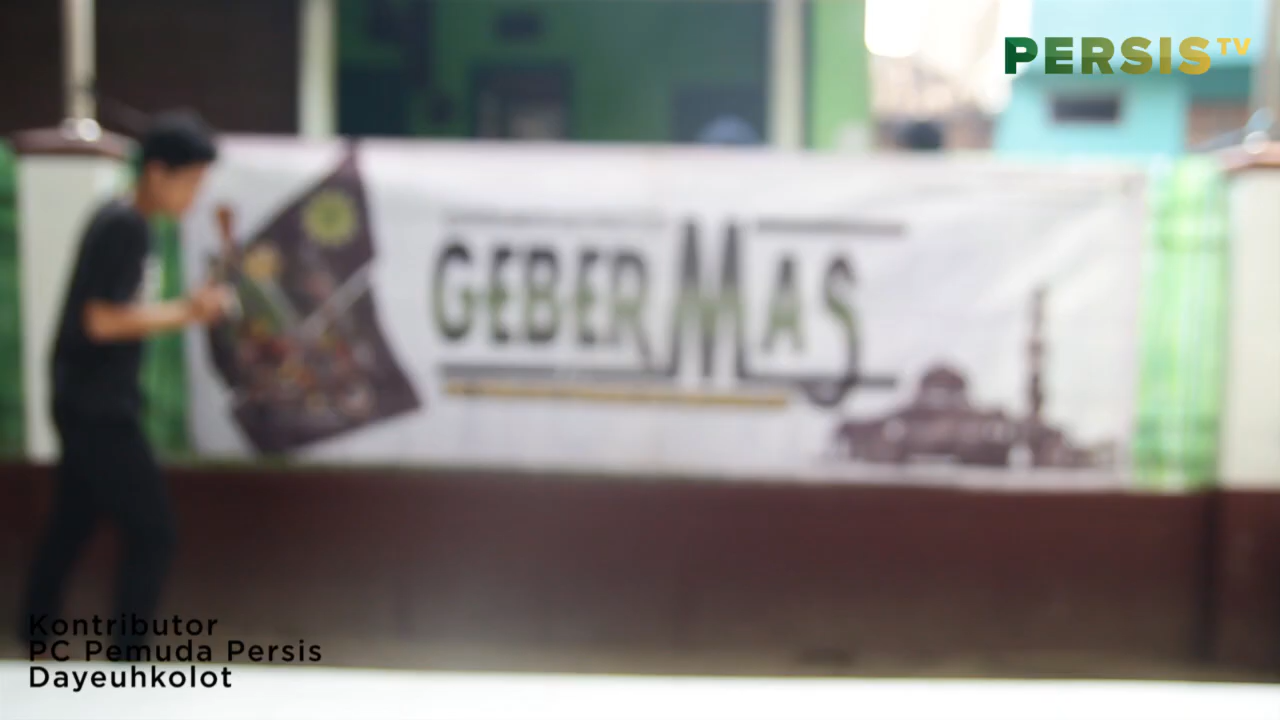 PERSIS TV
GEBERMAS
Kontributor
PC Pemuda Persis
Dayeuhkolot